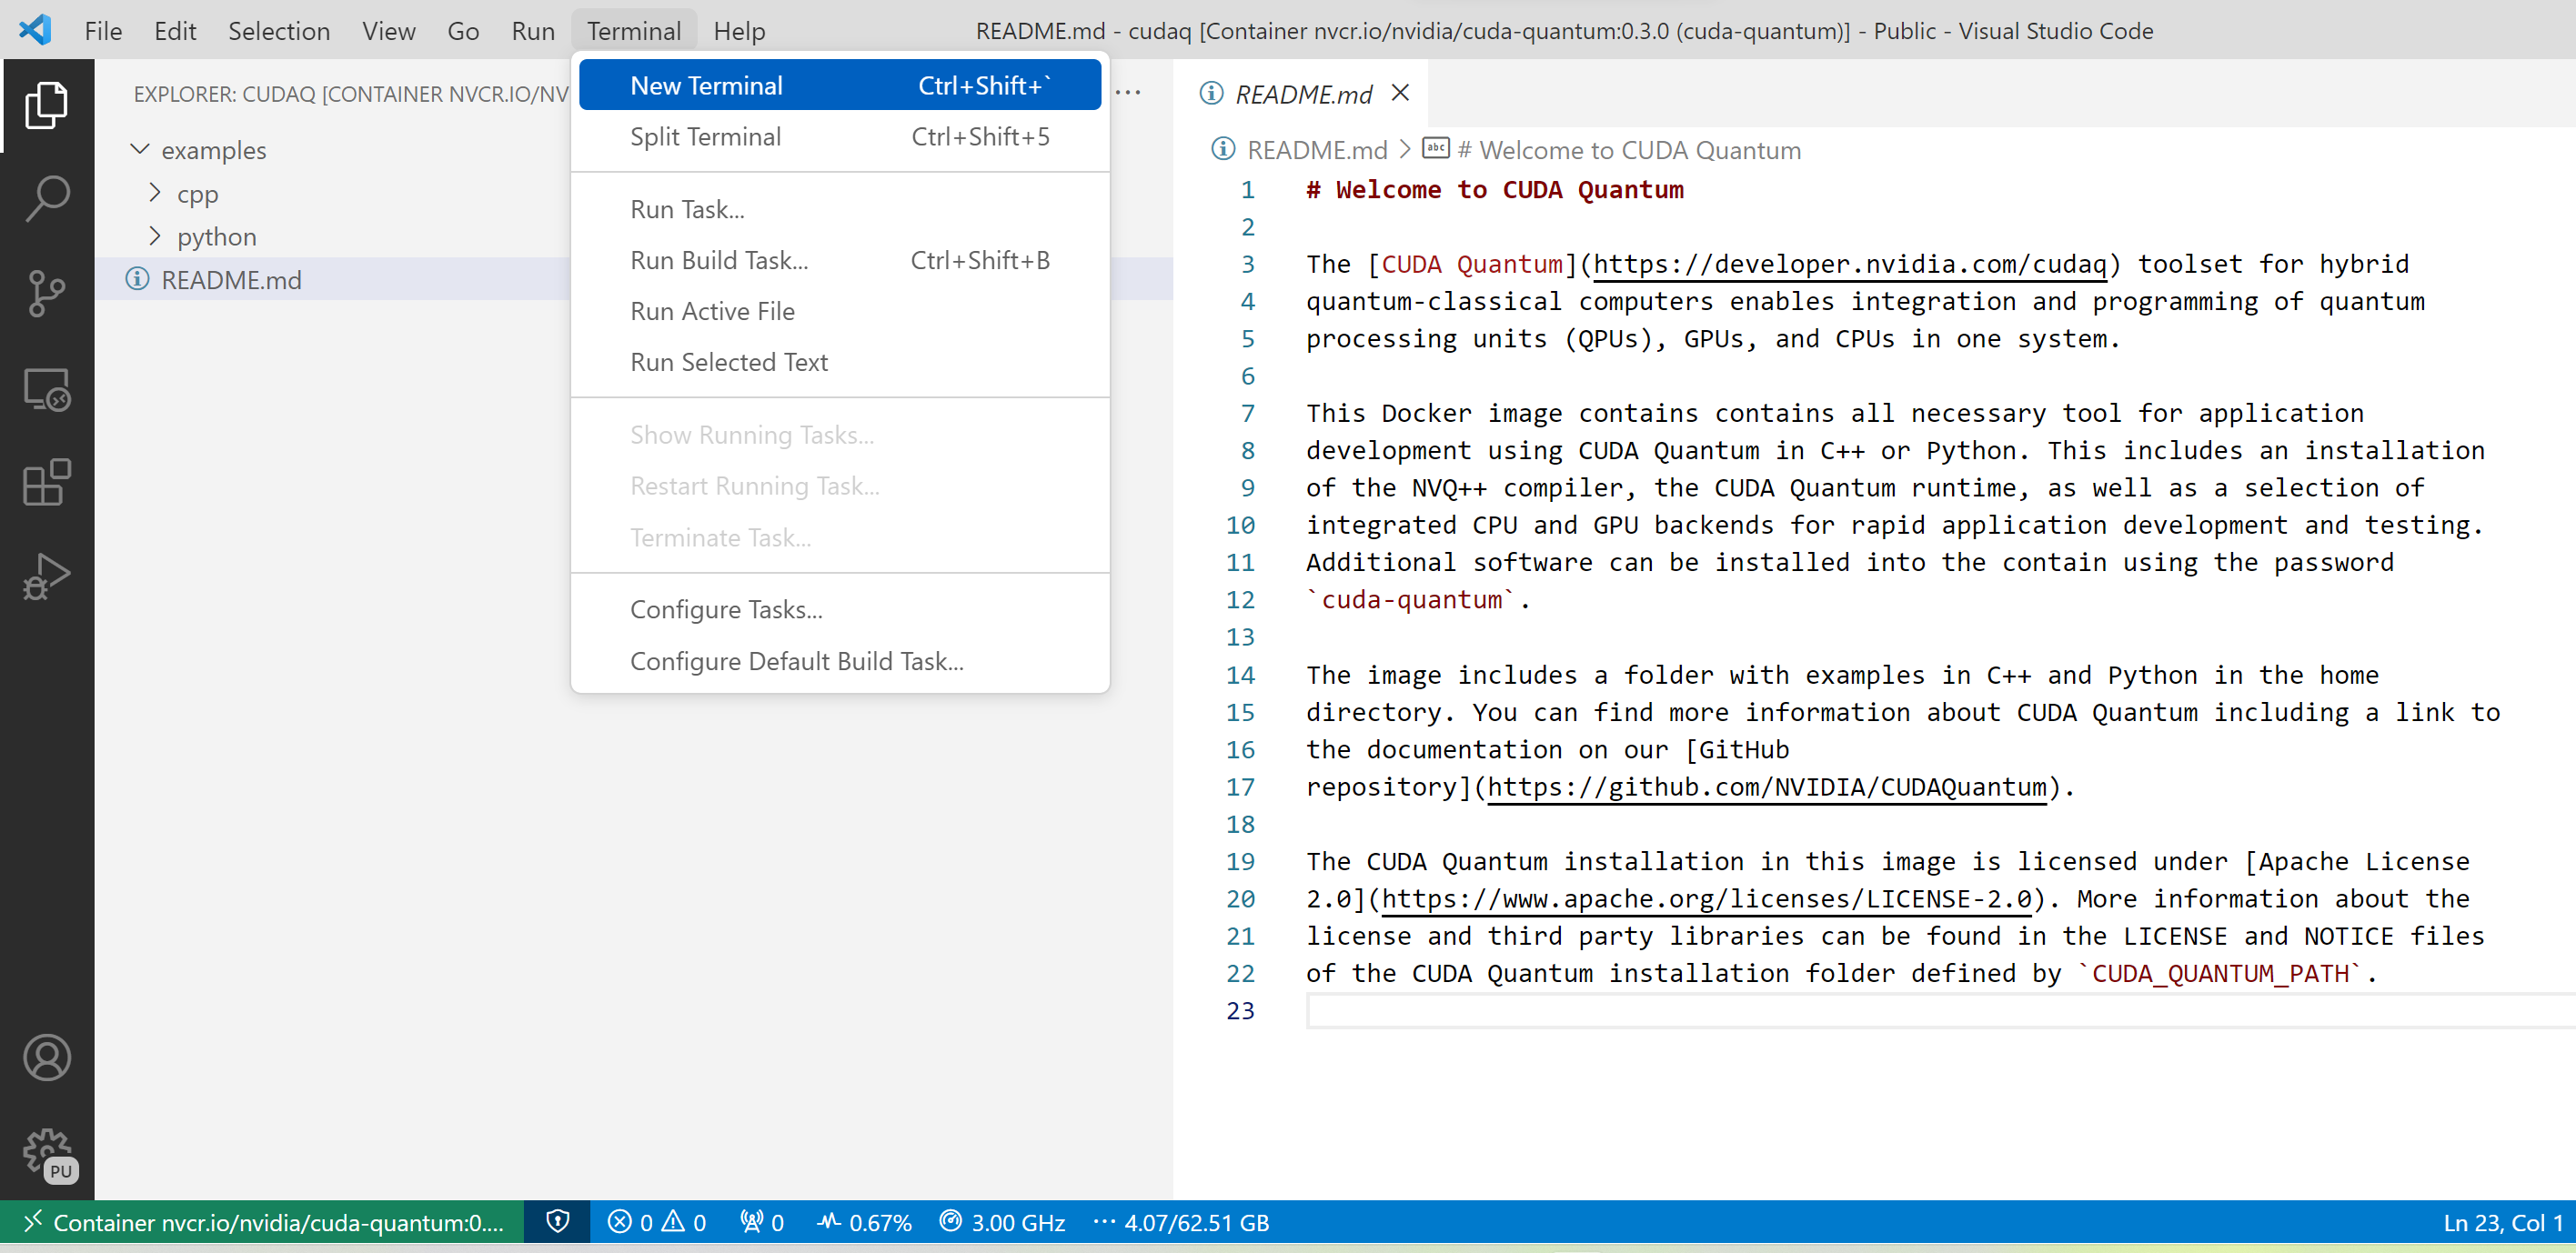 File Edit Selection View Go Run Terminal Help README.md - cudaq [Container nvcr.io/nvidia/cuda-quantum:0.3.0 (cuda-quantum)] - Public - Visual Studio Code
EXPLORER: CUDAQ [CONTAINER NVCR.IO/NV
examples
cpp
python
README.md
New Terminal Ctrl+Shift+`
Split Terminal Ctrl+Shift+5
Run Task...
Run Build Task... Ctrl+Shift+B
Run Active File
Run Selected Text
Show Running Tasks...
Restart Running Task...
Terminate Task...
Configure Tasks...
Configure Default Build Task...
README.md
README.md > # Welcome to CUDA Quantum
1 # Welcome to CUDA Quantum
2
3 The [CUDA Quantum](https://developer.nvidia.com/cudaq) toolset for hybrid
4 quantum-classical computers enables integration and programming of quantum
5 processing units (QPUs), GPUs, and CPUs in one system.
6
7 This Docker image contains contains all necessary tool for application
8 development using CUDA Quantum in C++ or Python. This includes an installation
9 of the NVQ++ compiler, the CUDA Quantum runtime, as well as a selection of
10 integrated CPU and GPU backends for rapid application development and testing.
11 Additional software can be installed into the contain using the password
12 `cuda-quantum`.
13
14 The image includes a folder with examples in C++ and Python in the home
15 directory. You can find more information about CUDA Quantum including a link to
16 the documentation on our [GitHub
17 repository](https://github.com/NVIDIA/CUDAQuantum).
18
19 The CUDA Quantum installation in this image is licensed under [Apache License
20 2.0](https://www.apache.org/licenses/LICENSE-2.0). More information about the
21 license and third party libraries can be found in the LICENSE and NOTICE files
22 of the CUDA Quantum installation folder defined by `CUDA_QUANTUM_PATH`.
23
PU
Container nvcr.io/nvidia/cuda-quantum:0.... 0 0 0 0.67% 3.00 GHz 4.07/62.51 GB Ln 23, Col 1